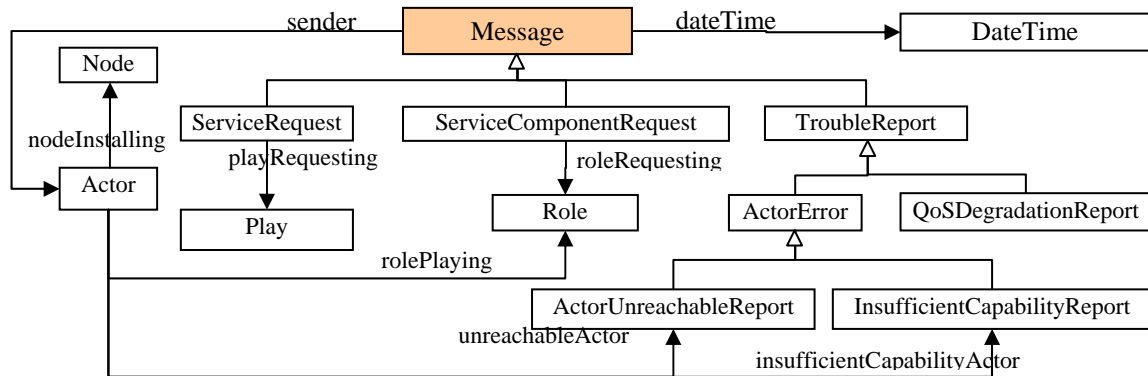 sender
Message
dateTime
DateTime
Node
ServiceRequest
ServiceComponentRequest
TroubleReport
nodeInstalling
playRequesting
roleRequesting
Actor
Play
Role
ActorError
QoSDegradationReport
rolePlaying
ActorUnreachableReport
InsufficientCapabilityReport
unreachableActor
insufficientCapabilityActor